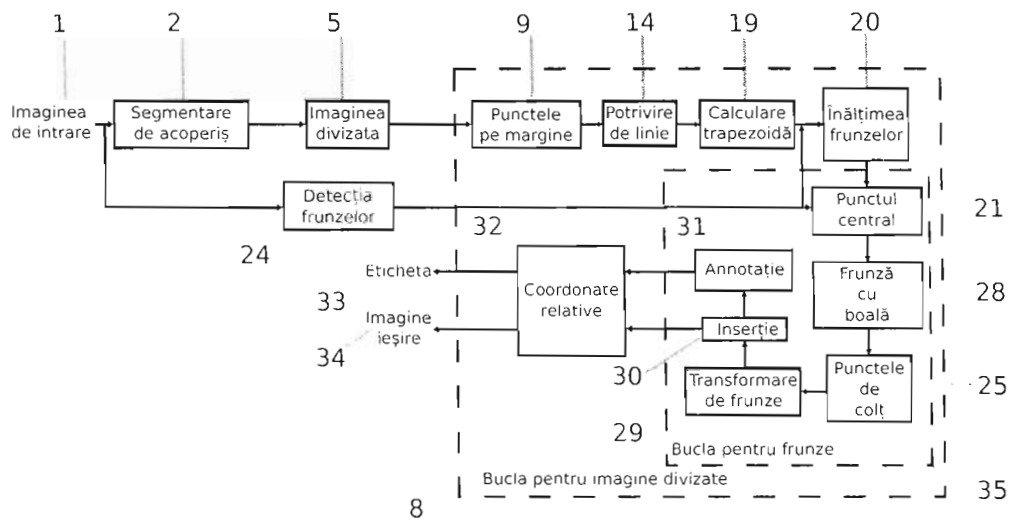 1
2
5
9
14
19
20
Imaginea
de intrare
Segmentare
de acoperiș
Imaginea
divizata
Punctele
pe margine
Potrivire
de linie
Calculare
trapezoidă
Înălțimea
frunzelor
Detecția
frunzelor
24
32
31
Punctul
central
21
Eticheta
33
Coordonate
relative
Annotație
Frunză
cu
boală
28
Imagine
ieșire
34
Inserție
30
Transformare
de frunze
29
Punctele
de
colț
25
Bucla pentru frunze
Bucla pentru imagine divizate
35
8